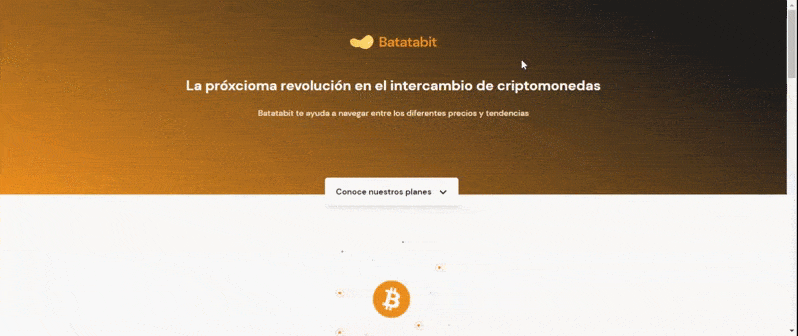 Batatabit
La próxcioma revolución en el intercambio de criptomonedas
Batatabit te ayuda a navegar entre los diferentes precios y tendencias
Conoce nuestros planes